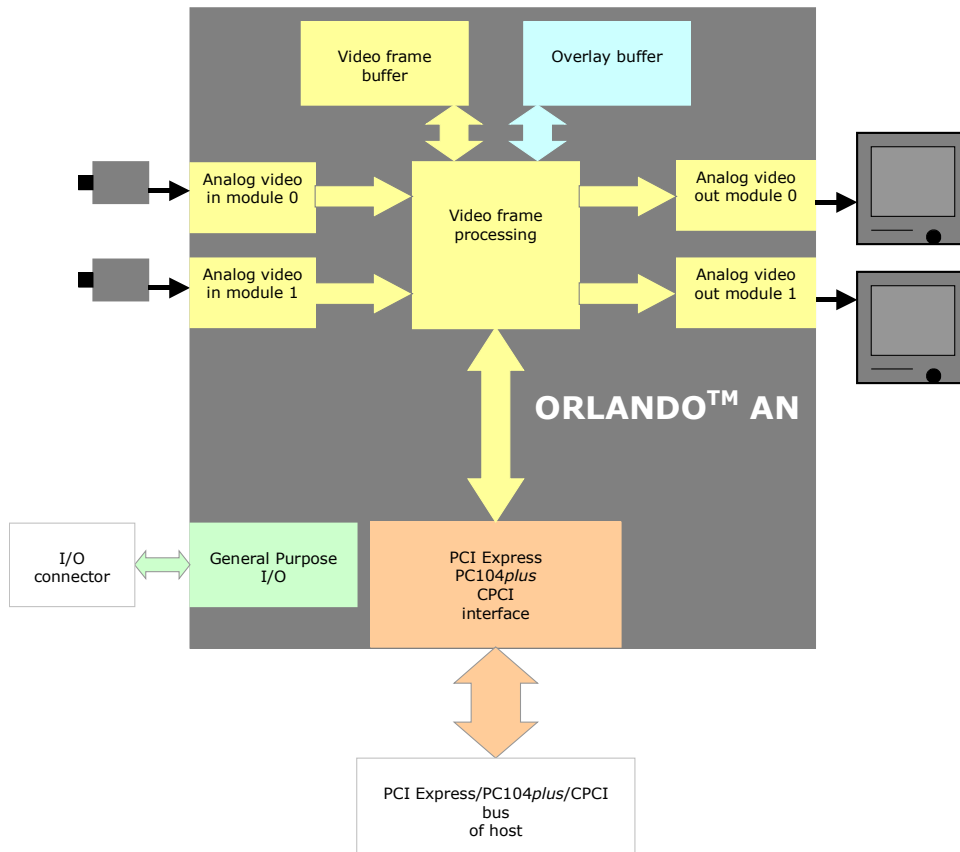 Video frame
buffer
Overlay buffer
Analog video
in module 0
Video frame
processing
Analog video
out module 0
Analog video
in module 1
Analog video
out module 1
ORLANDO™ AN
I/O
connector
General Purpose
I/O
PCI Express
PC104plus
CPCI
interface
PCI Express/PC104plus/CPCI
bus
of host